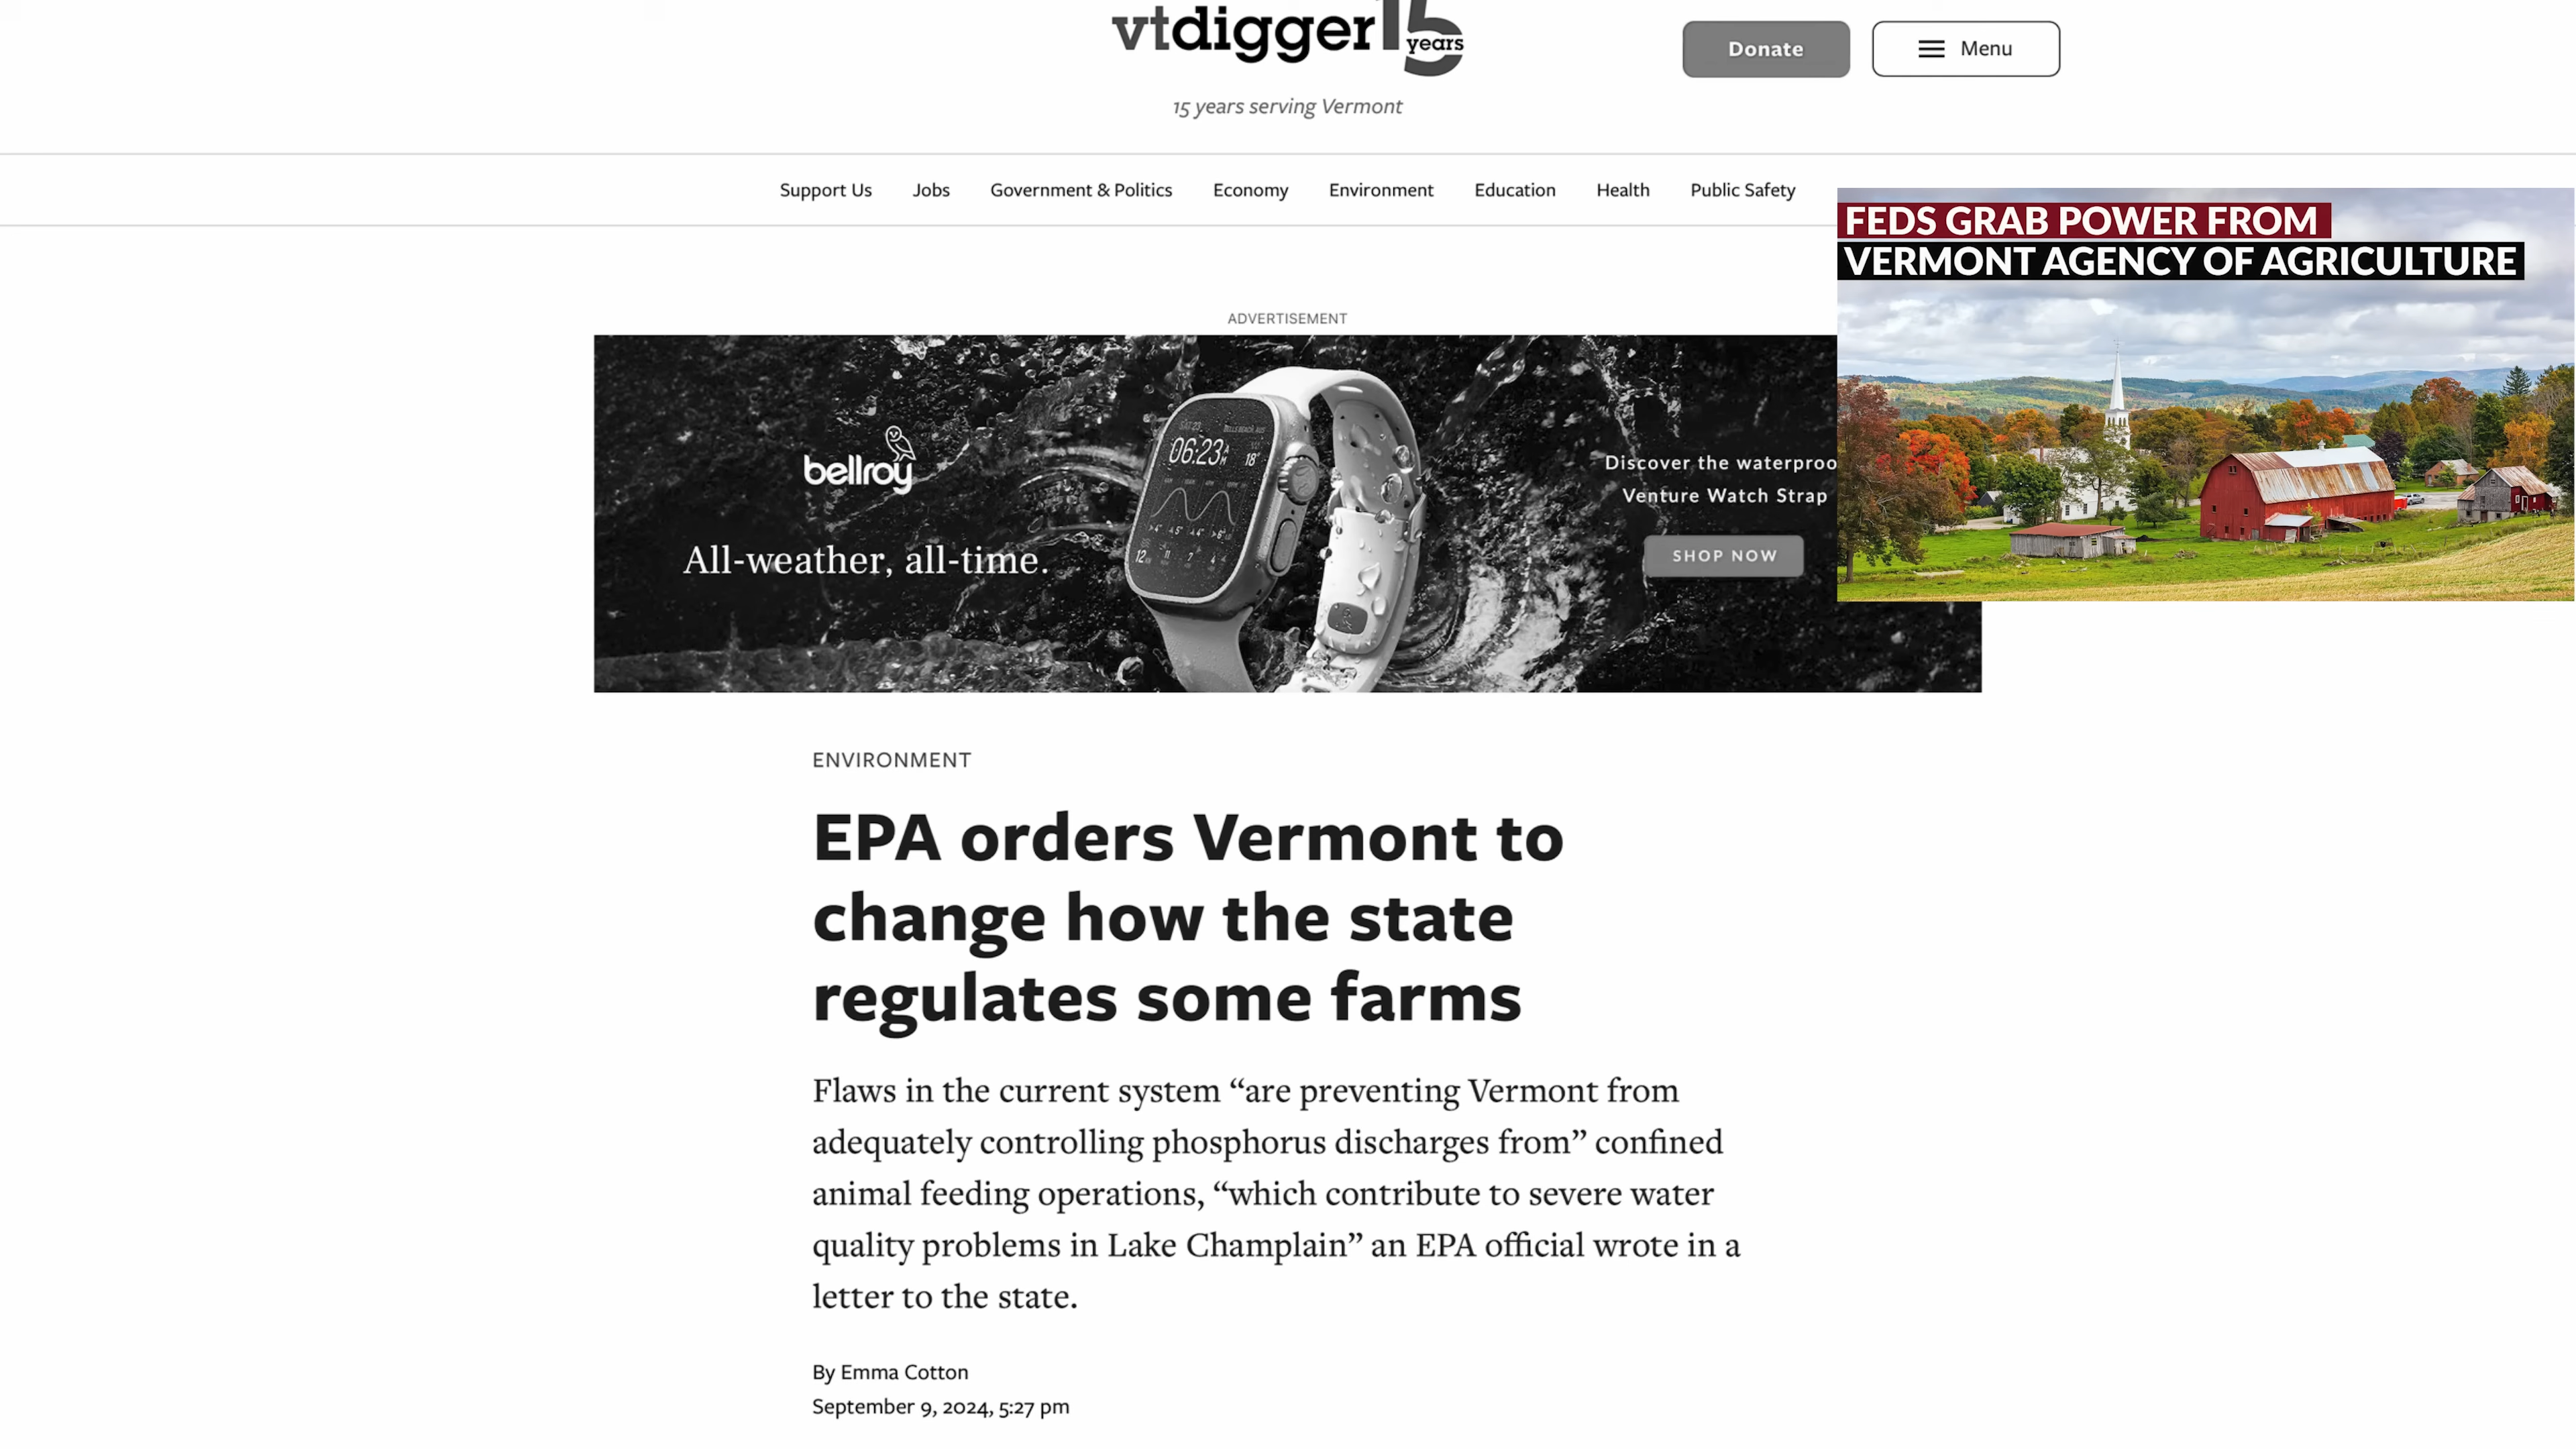 vtdigger15
years
Donate
Menu
15 years serving Vermont
Support Us Jobs Government & Politics Economy Environment Education Health Public Safety
FEDS GRAB POWER FROM
VERMONT AGENCY OF AGRICULTURE
ADVERTISEMENT
bellroy
All-weather, all-time.
06:23
18°
Discover the waterproo
Venture Watch Strap
SHOP NOW
ENVIRONMENT
EPA orders Vermont to
change how the state
regulates some farms
Flaws in the current system “are preventing Vermont from
adequately controlling phosphorus discharges from” confined
animal feeding operations, “which contribute to severe water
quality problems in Lake Champlain” an EPA official wrote in a
letter to the state.
By Emma Cotton
September 9, 2024, 5:27 pm